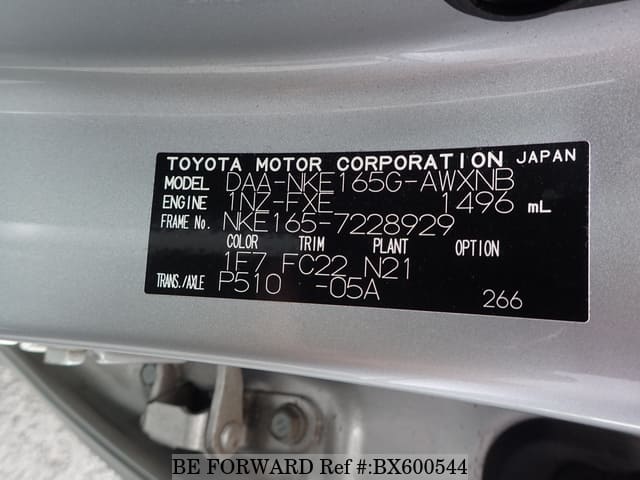 TOYOTA MOTOR CORPORATION JAPAN
MODEL DAA-NKE165G-AWXNB
ENGINE 1NZ-FXE 1496 mL
FRAME No. NKE165-7228929
COLOR TRIM PLANT OPTION
1F7 FC22 N21
TRANS./AXLE P510 -05A
266
BE FORWARD Ref #:BX600544